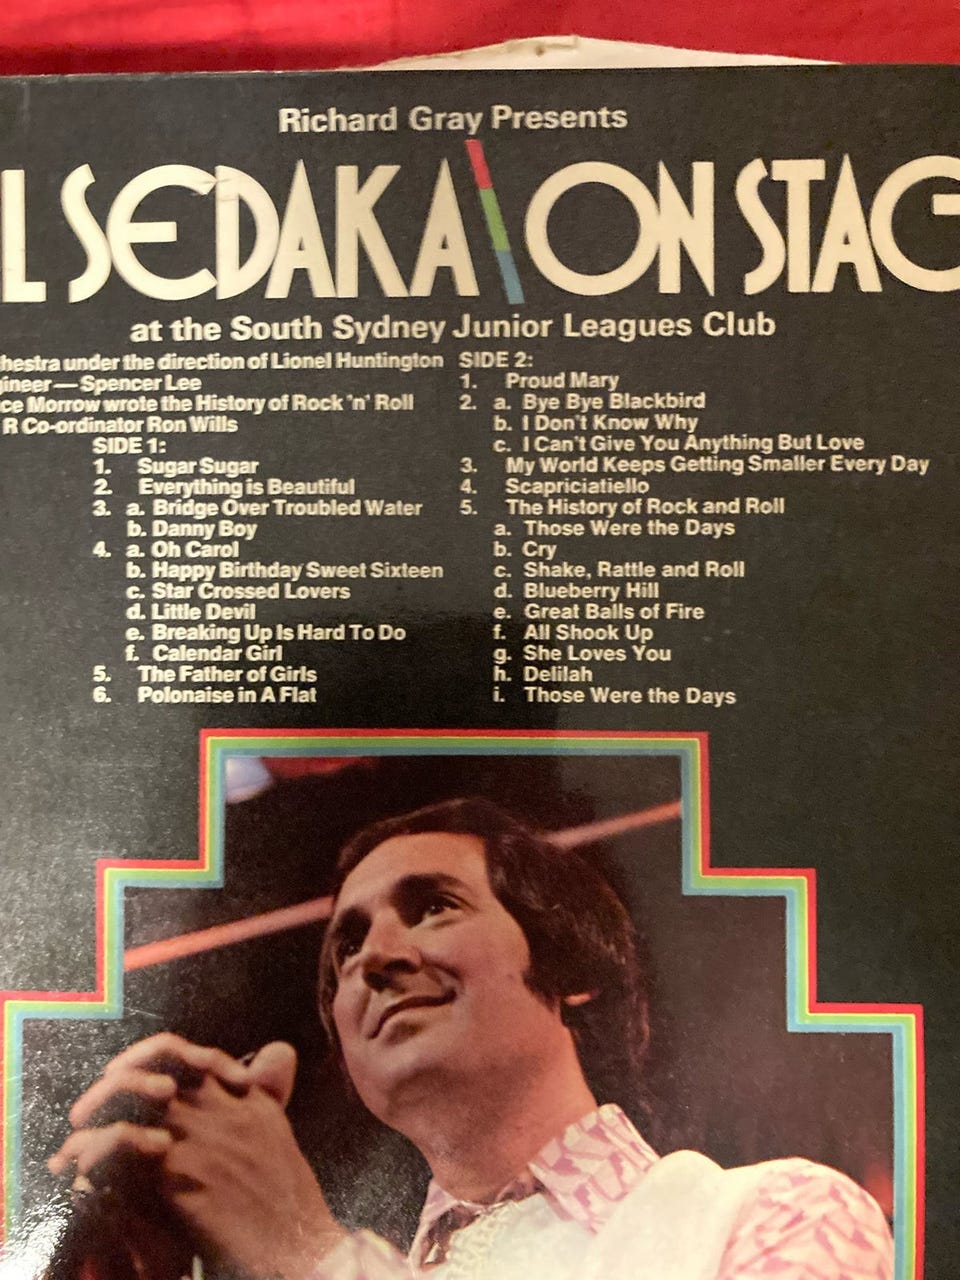 Richard Gray Presents
L SEDAKA ON STAG
at the South Sydney Junior Leagues Club
hestra under the direction of Lionel Huntington
gineer — Spencer Lee
ce Morrow wrote the History of Rock 'n' Roll
R Co-ordinator Ron Wills
SIDE 1:
1. Sugar Sugar
2. Everything is Beautiful
3. a. Bridge Over Troubled Water
b. Danny Boy
4. a. Oh Carol
b. Happy Birthday Sweet Sixteen
c. Star Crossed Lovers
d. Little Devil
e. Breaking Up Is Hard To Do
f. Calendar Girl
5. The Father of Girls
6. Polonaise in A Flat
SIDE 2:
1. Proud Mary
2. a. Bye Bye Blackbird
b. I Don't Know Why
c. I Can't Give You Anything But Love
3. My World Keeps Getting Smaller Every Day
4. Scapriciatiello
5. The History of Rock and Roll
a. Those Were the Days
b. Cry
c. Shake, Rattle and Roll
d. Blueberry Hill
e. Great Balls of Fire
f. All Shook Up
g. She Loves You
h. Delilah
i. Those Were the Days